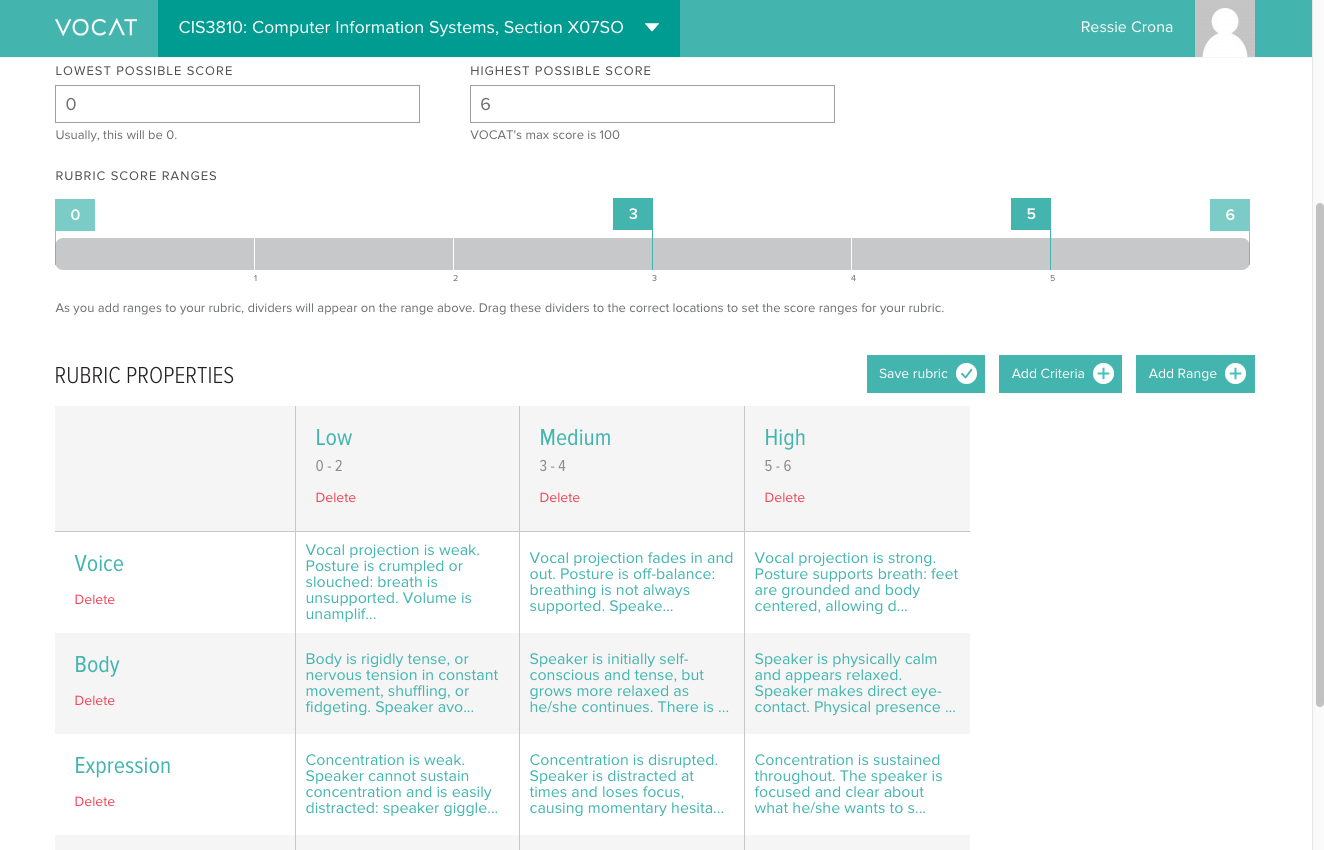 VOCAT
CIS3810: Computer Information Systems, Section X07SO
Ressie Crona
LOWEST POSSIBLE SCORE
HIGHEST POSSIBLE SCORE
0
6
Usually, this will be 0.
VOCAT's max score is 100
RUBRIC SCORE RANGES
0
3
5
6
1
2
3
4
5
As you add ranges to your rubric, dividers will appear on the range above. Drag these dividers to the correct locations to set the score ranges for your rubric.
RUBRIC PROPERTIES
Save rubric
Add Criteria
Add Range
Low
0 - 2
Delete
Medium
3 - 4
Delete
High
5 - 6
Delete
Voice
Delete
Vocal projection is weak.
Posture is crumpled or
slouched: breath is
unsupported. Volume is
unamplif...
Vocal projection fades in and
out. Posture is off-balance:
breathing is not always
supported. Speake...
Vocal projection is strong.
Posture supports breath: feet
are grounded and body
centered, allowing d...
Body
Delete
Body is rigidly tense, or
nervous tension in constant
movement, shuffling, or
fidgeting. Speaker avo...
Speaker is initially self-
conscious and tense, but
grows more relaxed as
he/she continues. There is ...
Speaker is physically calm
and appears relaxed.
Speaker makes direct eye-
contact. Physical presence ...
Expression
Delete
Concentration is weak.
Speaker cannot sustain
concentration and is easily
distracted: speaker giggle...
Concentration is disrupted.
Speaker is distracted at
times and loses focus,
causing momentary hesita...
Concentration is sustained
throughout. The speaker is
focused and clear about
what he/she wants to s...